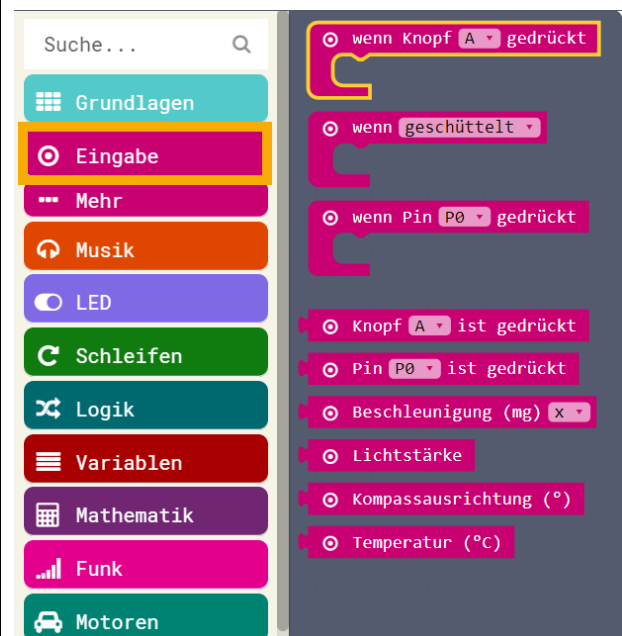 Suche...
Grundlagen
Eingabe
Mehr
Musik
LED
Schleifen
Logik
Variablen
Mathematik
Funk
Motoren
wenn Knopf A gedrückt
wenn geschüttelt
wenn Pin P0 gedrückt
Knopf A ist gedrückt
Pin P0 ist gedrückt
Beschleunigung (mg) x
Lichtstärke
Kompassausrichtung (°)
Temperatur (°C)